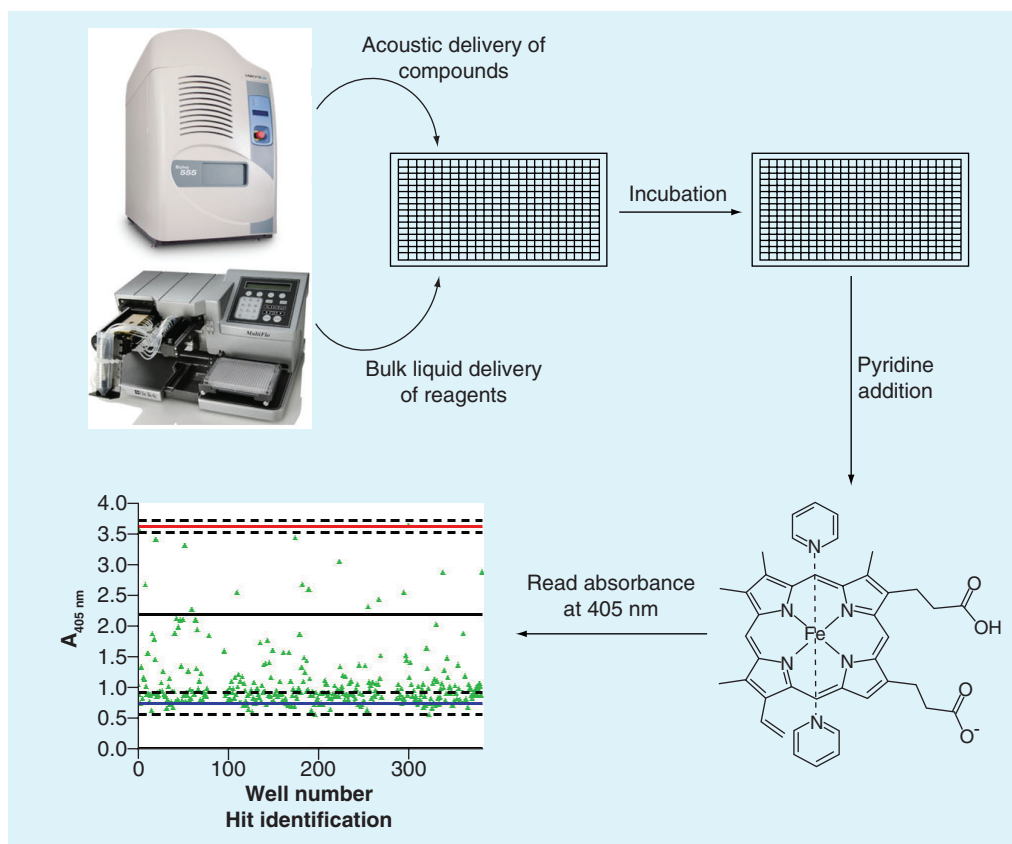 Acoustic delivery of
compounds
Echo
555
Incubation
MultiFlo
Bulk liquid delivery
of reagents
Pyridine
addition
4.0
3.5
3.0
2.5
2.0
1.5
1.0
0.5
0.0
A405 nm
0
100
200
300
Well number
Hit identification
Read absorbance
at 405 nm
N
N
N
Fe
N
N
N
O
OH
O
O-